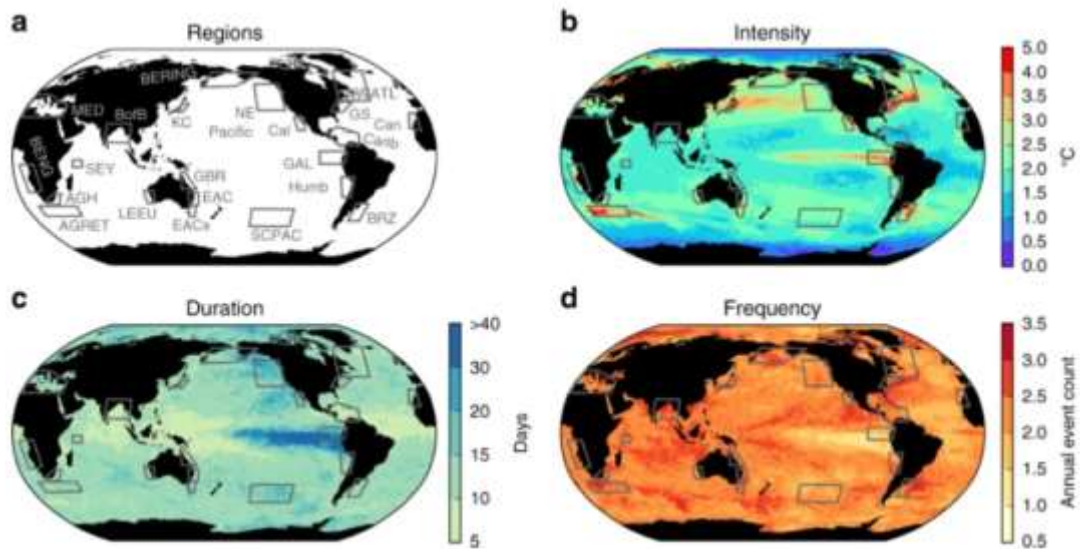 a
Regions
BERING
MED
BofB
KC
NE
Pacific
Cal
GS
Can
BENG
SEY
GAL
GBR
Humb
AGH
EAC
LEEU
BRZ
AGRET
EACx
SCPAC
b
Intensity
5.0
4.0
3.0
2.5
2.0
1.5
1.0
0.5
0.0
°C
c
Duration
>40
30
20
15
10
5
Days
d
Frequency
3.5
3.0
2.5
2.0
1.5
1.0
0.5
Annual event count